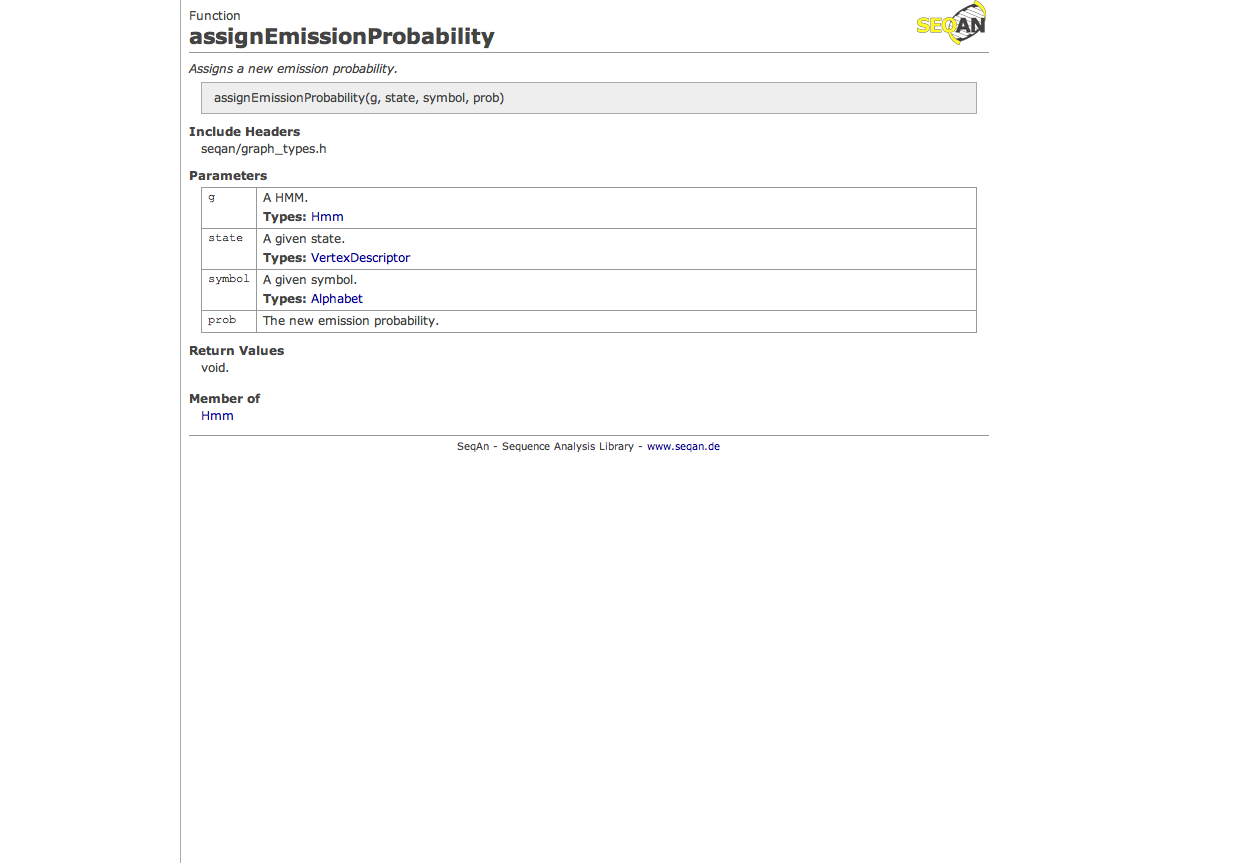 Function
SEQAN
assignEmissionProbability
Assigns a new emission probability.
assignEmissionProbability(g, state, symbol, prob)
Include Headers
seqan/graph_types.h
Parameters
g
A HMM.
Types: Hmm
state
A given state.
Types: VertexDescriptor
symbol
A given symbol.
Types: Alphabet
prob
The new emission probability.
Return Values
void.
Member of
Hmm
SeqAn - Sequence Analysis Library - www.seqan.de